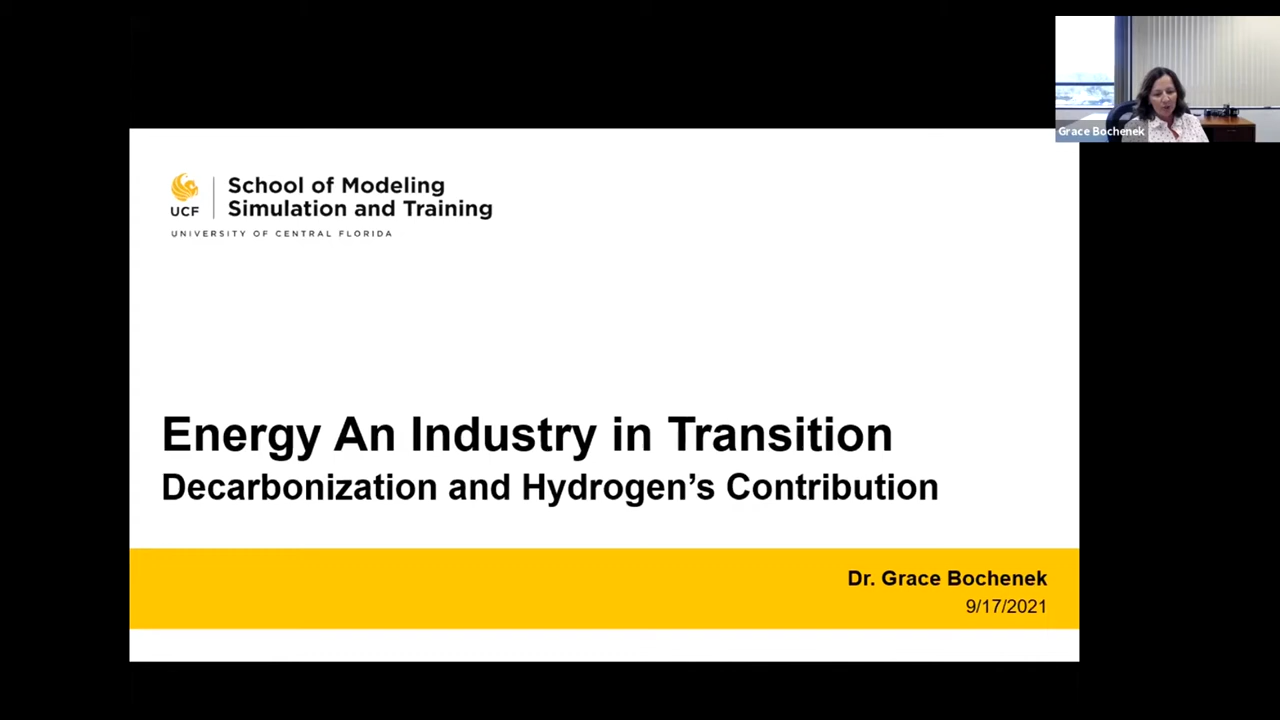 Grace Bochenek
School of Modeling
Simulation and Training
UCF
UNIVERSITY OF CENTRAL FLORIDA
Energy An Industry in Transition
Decarbonization and Hydrogen’s Contribution
Dr. Grace Bochenek
9/17/2021